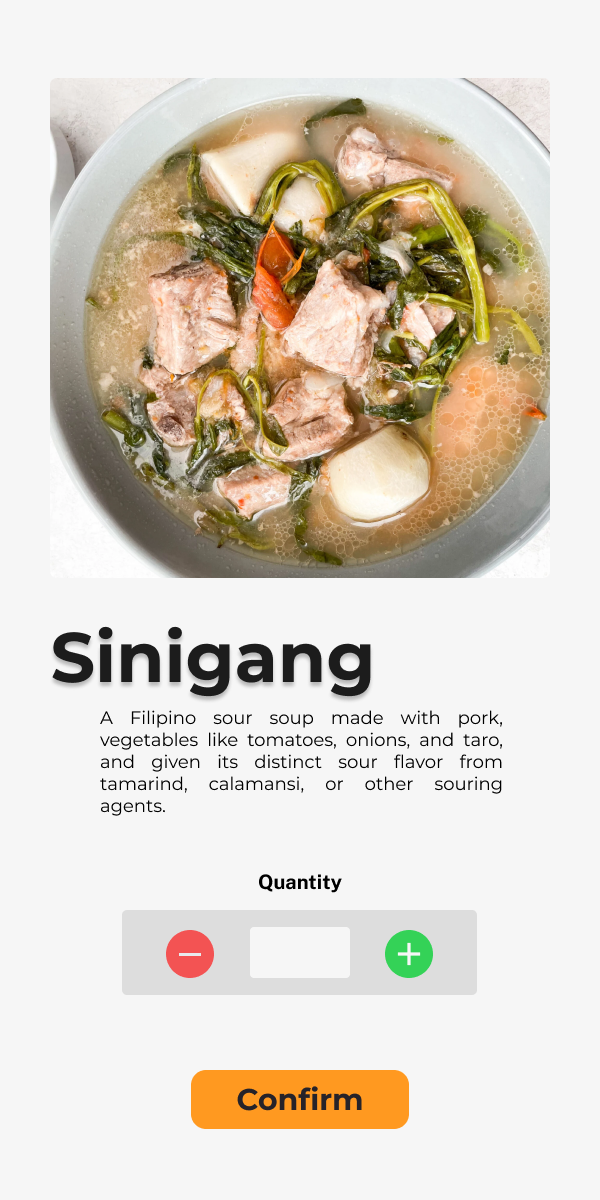 Sinigang
A Filipino sour soup made with pork,
vegetables like tomatoes, onions, and taro,
and given its distinct sour flavor from
tamarind, calamansi, or other souring
agents.
Quantity
Confirm